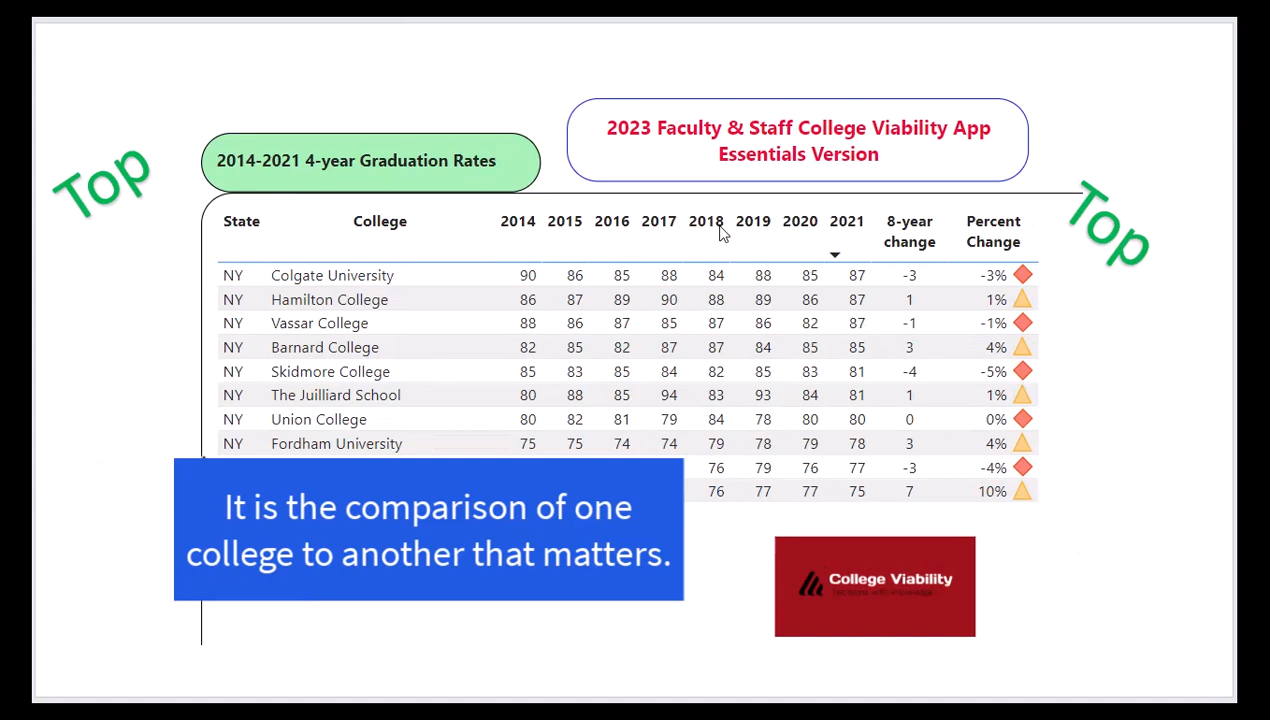 Top
2014-2021 4-year Graduation Rates
2023 Faculty & Staff College Viability App
Essentials Version
Top
State College 2014 2015 2016 2017 2018 2019 2020 2021 8-year change Percent Change
NY Colgate University 90 86 85 88 84 88 85 87 -3 -3%
NY Hamilton College 86 87 89 90 88 89 86 87 1 1%
NY Vassar College 88 86 87 85 87 86 82 87 -1 -1%
NY Barnard College 82 85 82 87 87 84 85 85 3 4%
NY Skidmore College 85 83 85 84 82 85 83 81 -4 -5%
NY The Juilliard School 80 88 85 94 83 93 84 81 1 1%
NY Union College 80 82 81 79 84 78 80 80 0 0%
NY Fordham University 75 75 74 74 79 78 79 78 3 4%
76 79 76 77 -3 -4%
76 77 77 75 7 10%
It is the comparison of one
college to another that matters.
College Viability